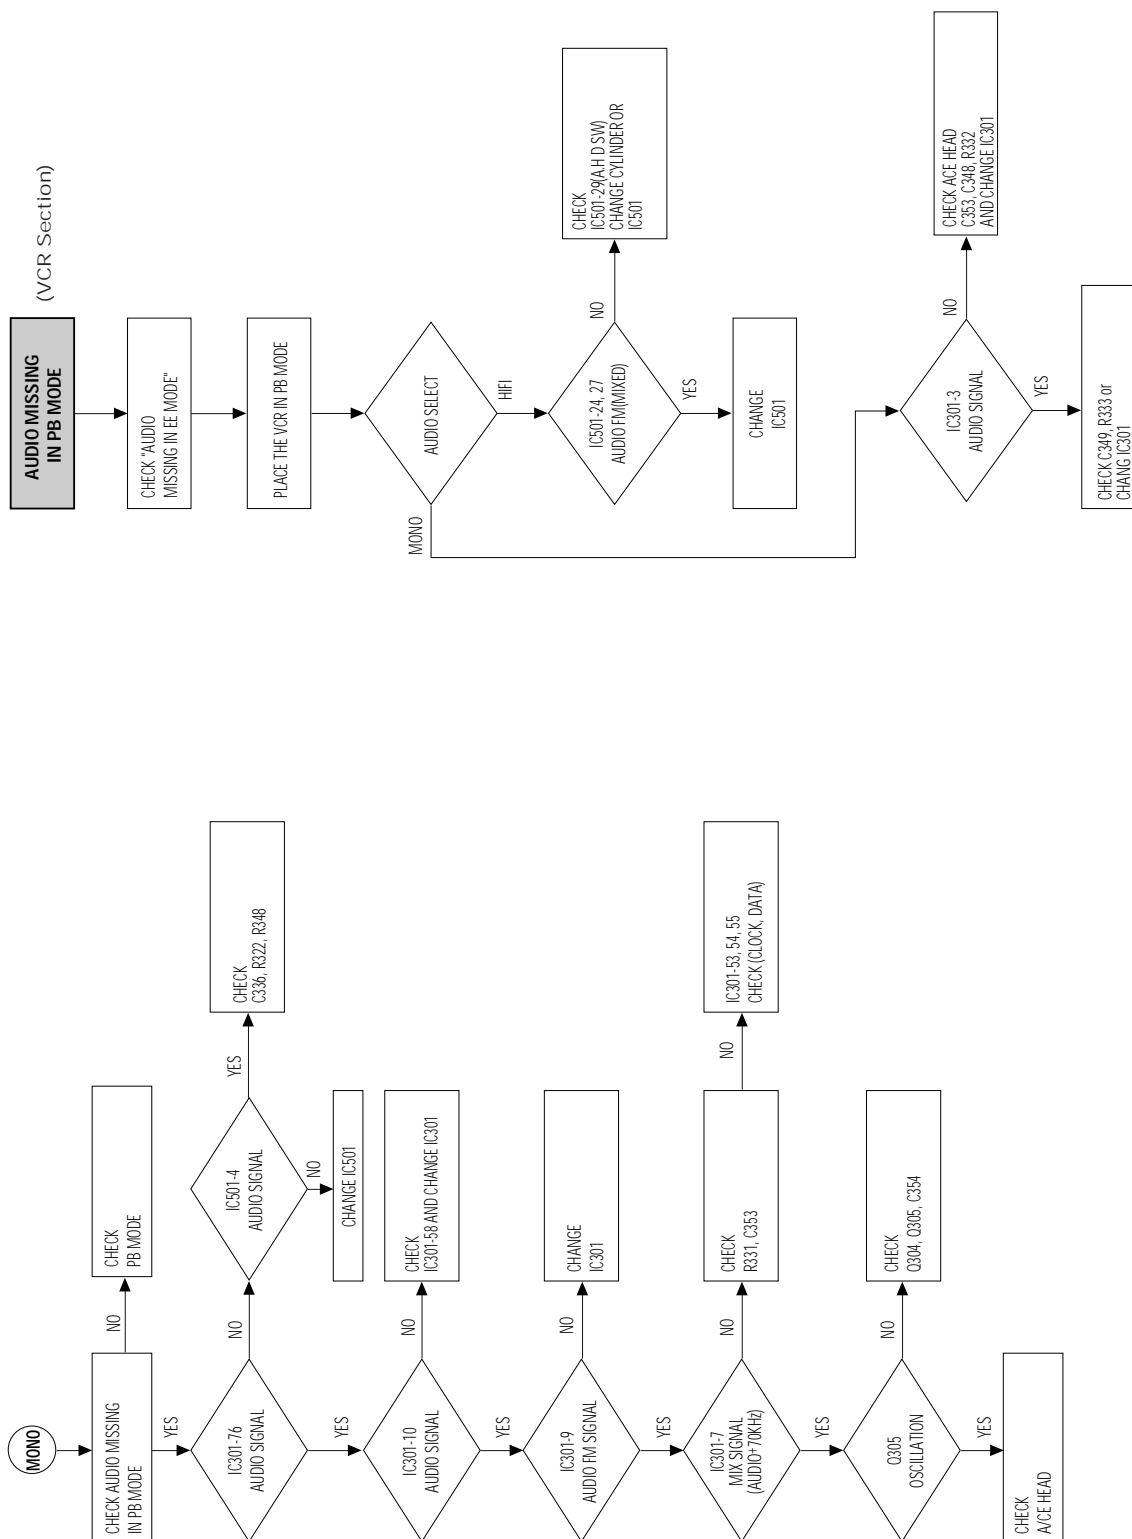 AUDIO MISSING
IN PB MODE
(VCR Section)
CHECK "AUDIO
MISSING IN EE MODE"
PLACE THE VCR IN PB MODE
AUDIO SELECT
MONO
HIFI
IC501-24, 27
AUDIO FM(MIXED)
NO
CHECK
IC501-29(A.H D SW)
CHANGE CYLINDER OR
IC501
YES
CHANGE
IC501
IC301-3
AUDIO SIGNAL
NO
CHECK ACE HEAD
C353, C348, R332
AND CHANGE IC301
YES
CHECK C349, R333 or
CHANG IC301
MONO
CHECK AUDIO MISSING
IN PB MODE
NO
CHECK
PB MODE
YES
IC301-76
AUDIO SIGNAL
NO
IC501-4
AUDIO SIGNAL
YES
CHECK
C336, R322, R348
NO
CHANGE IC501
YES
IC301-10
AUDIO SIGNAL
NO
CHECK
IC301-58 AND CHANGE IC301
YES
IC301-9
AUDIO FM SIGNAL
NO
CHANGE
IC301
YES
IC301-7
MIX SIGNAL
(AUDIO+70KHz)
NO
CHECK
R331, C353
NO
IC301-53, 54, 55
CHECK (CLOCK, DATA)
YES
Q305
OSCILLATION
NO
CHECK
Q304, Q305, C354
YES
CHECK
A/CE HEAD